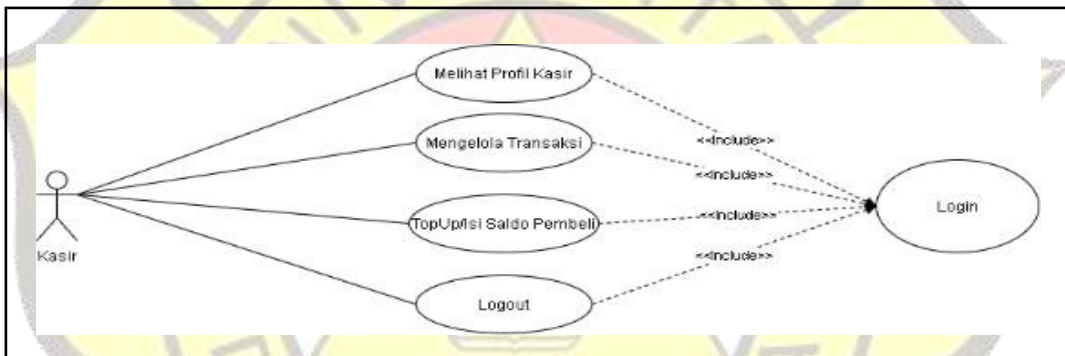 Melihat Profil Kasir
<<Include>>
Mengelola Transaksi
<<Include>>
Login
TopUp/Isi Saldo Pembeli
<<Include>>
Kasir
<<Include>>
Logout